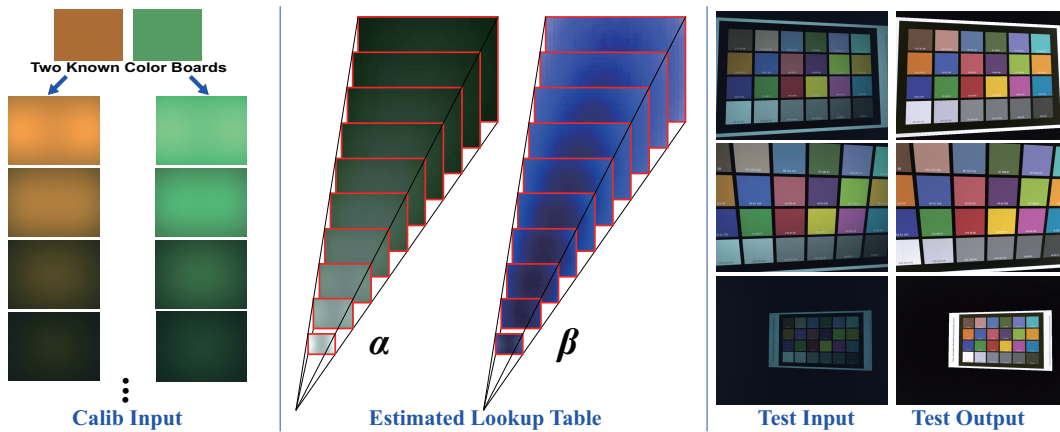 Two Known Color Boards
α
β
Calib Input
Estimated Lookup Table
Test Input
Test Output